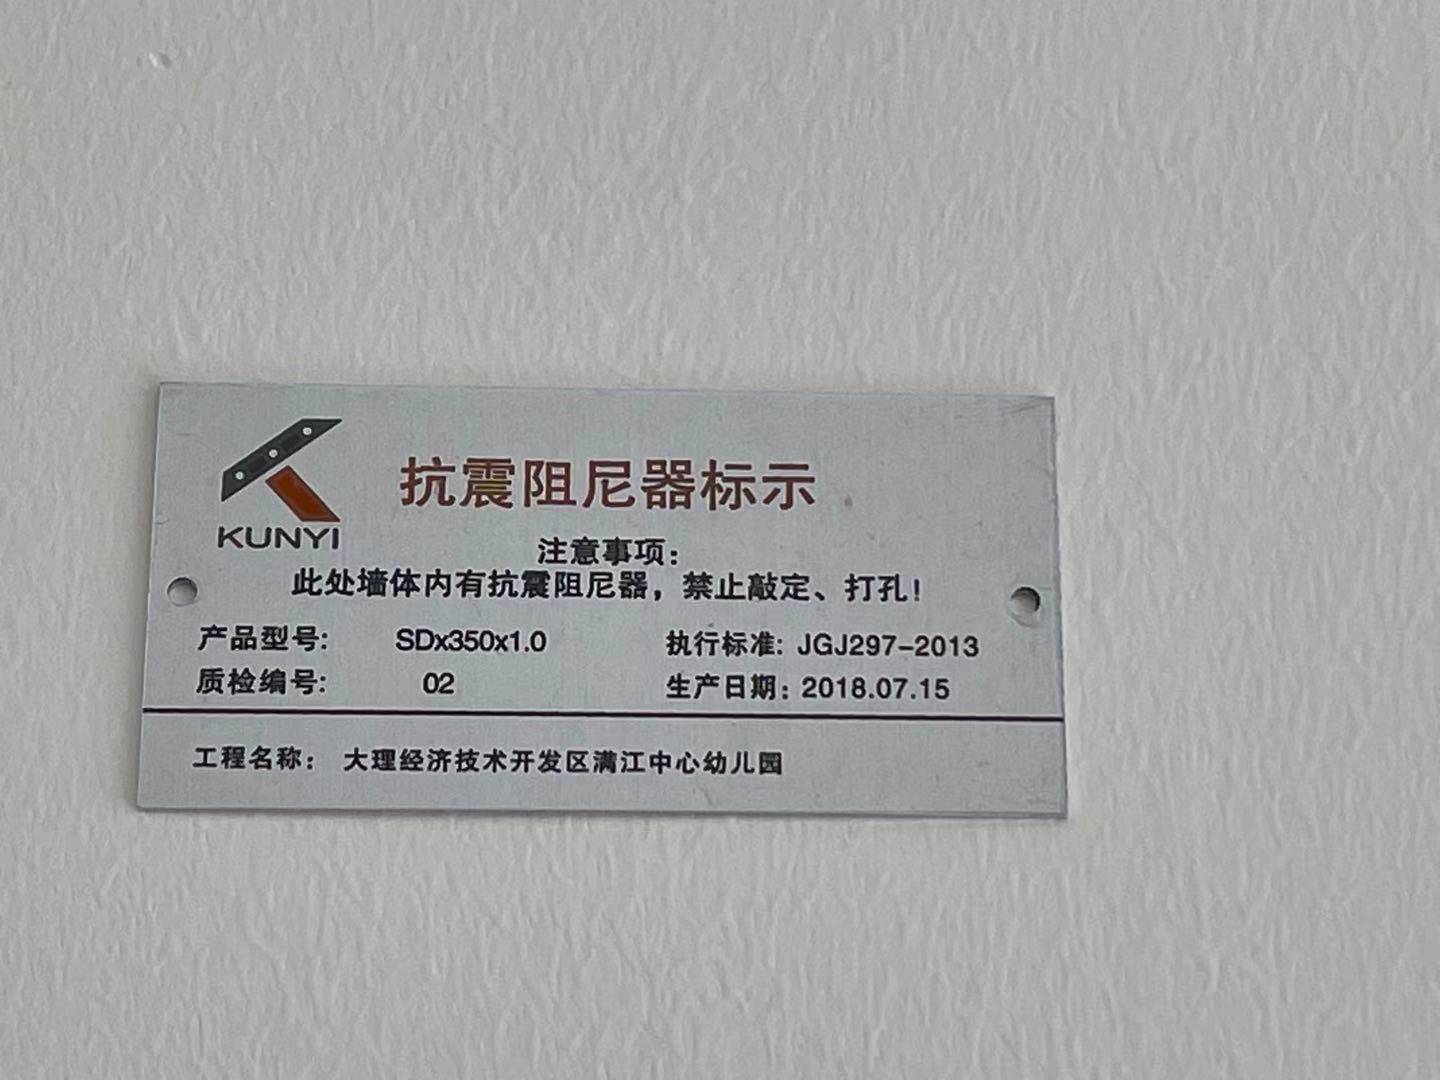 KUNYI
抗震阻尼器标示
注意事项：
此处墙体内有抗震阻尼器，禁止敲定、打孔！
产品型号: SDx350x1.0 执行标准: JGJ297-2013
质检编号: 02 生产日期: 2018.07.15
工程名称： 大理经济技术开发区满江中心幼儿园